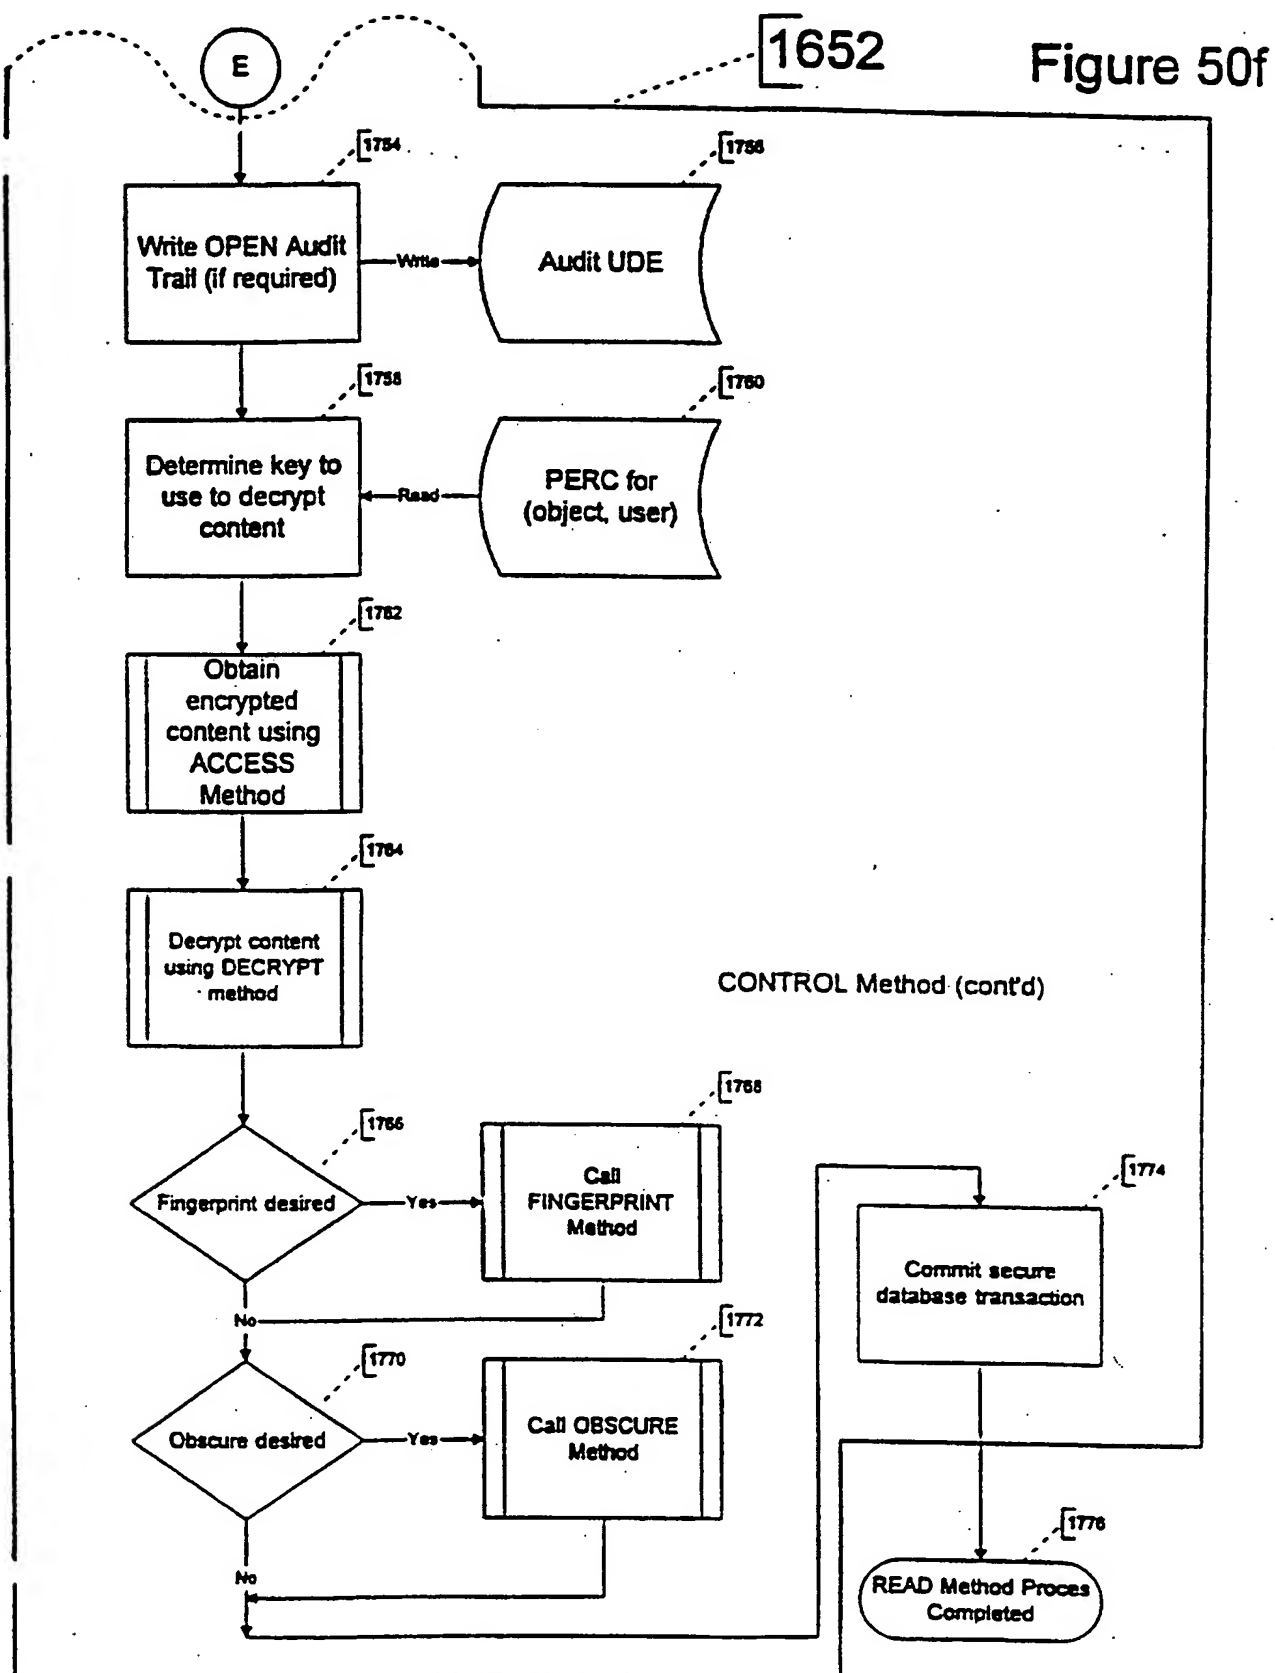 E
1652
Figure 50f
1754
1756
Write OPEN Audit
Trail (if required)
Write
Audit UDE
1758
1760
Determine key to
use to decrypt
content
Read
PERC for
(object, user)
1762
Obtain
encrypted
content using
ACCESS
Method
1764
Decrypt content
using DECRYPT
method
CONTROL Method (cont'd)
1766
1768
Fingerprint desired
Yes
Call
FINGERPRINT
Method
1774
Commit secure
database transaction
No
1770
1772
Obscure desired
Yes
Call OBSCURE
Method
No
1776
READ Method Proces
Completed